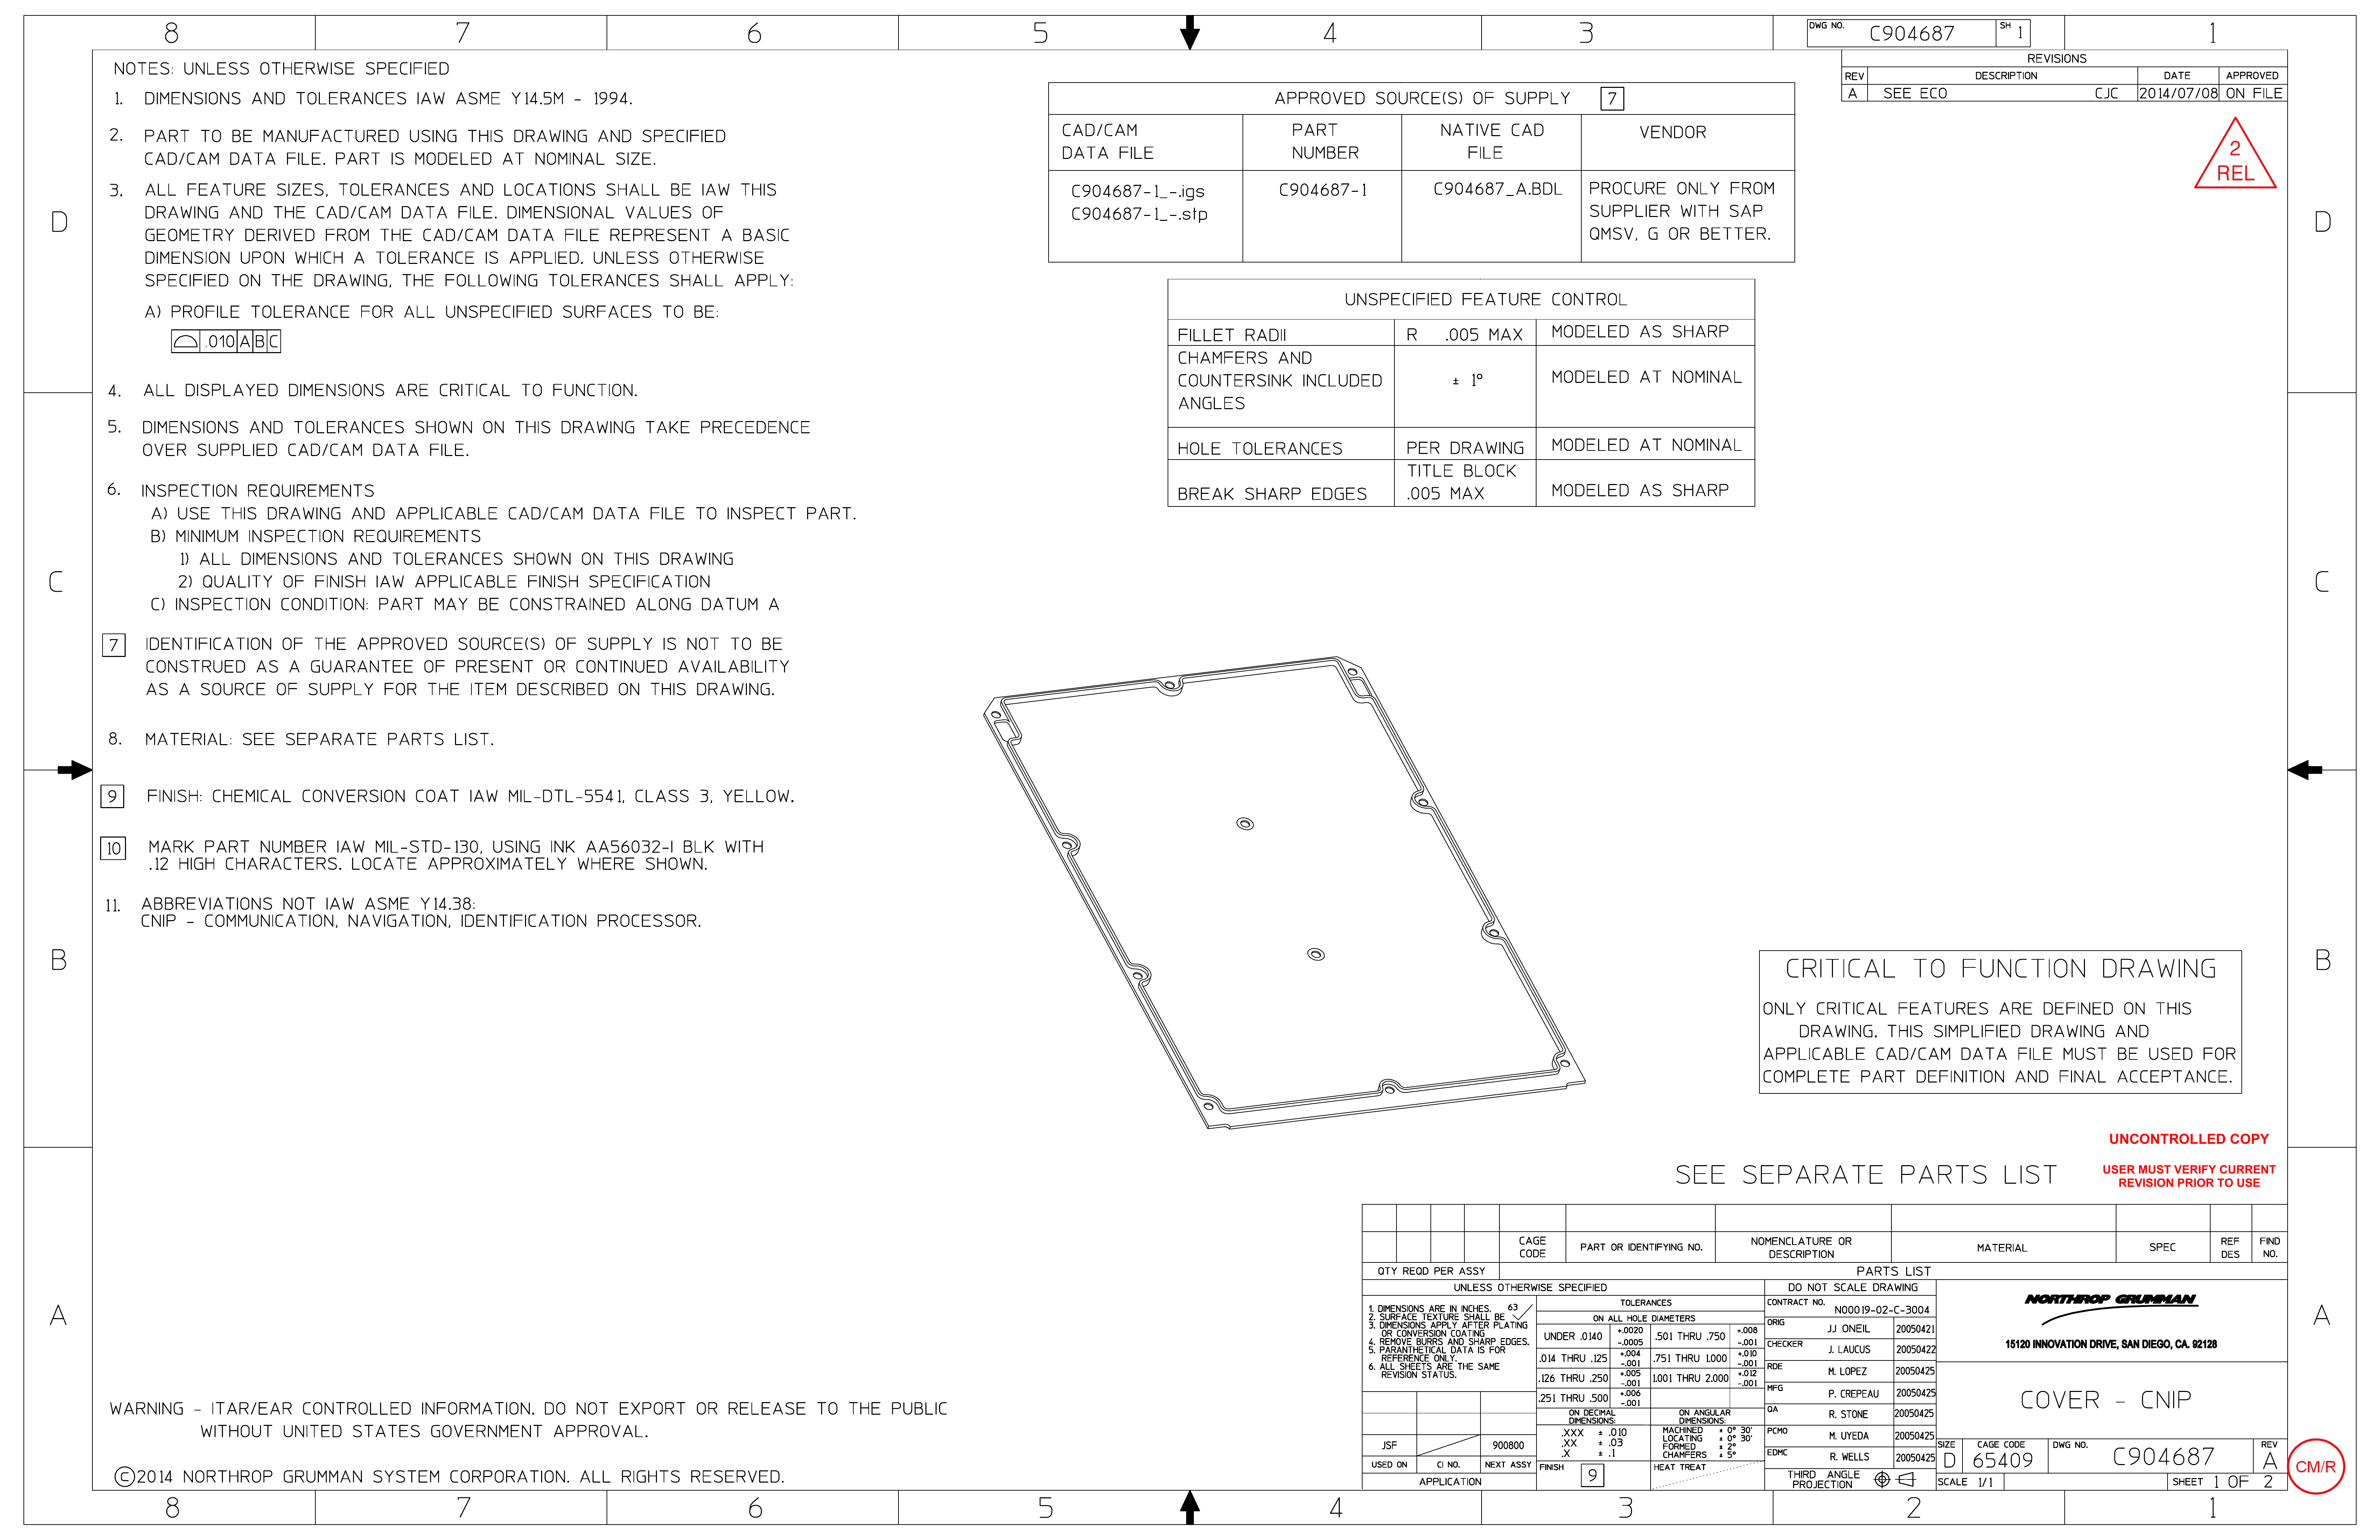 8 7 6 5 4 3
DWG NO. C904687 SH 1
1
NOTES: UNLESS OTHERWISE SPECIFIED
1. DIMENSIONS AND TOLERANCES IAW ASME Y14.5M - 1994.
2. PART TO BE MANUFACTURED USING THIS DRAWING AND SPECIFIED
CAD/CAM DATA FILE. PART IS MODELED AT NOMINAL SIZE.
3. ALL FEATURE SIZES, TOLERANCES AND LOCATIONS SHALL BE IAW THIS
DRAWING AND THE CAD/CAM DATA FILE. DIMENSIONAL VALUES OF
GEOMETRY DERIVED FROM THE CAD/CAM DATA FILE REPRESENT A BASIC
DIMENSION UPON WHICH A TOLERANCE IS APPLIED. UNLESS OTHERWISE
SPECIFIED ON THE DRAWING, THE FOLLOWING TOLERANCES SHALL APPLY:
A) PROFILE TOLERANCE FOR ALL UNSPECIFIED SURFACES TO BE:
.010 A B C
4. ALL DISPLAYED DIMENSIONS ARE CRITICAL TO FUNCTION.
5. DIMENSIONS AND TOLERANCES SHOWN ON THIS DRAWING TAKE PRECEDENCE
OVER SUPPLIED CAD/CAM DATA FILE.
6. INSPECTION REQUIREMENTS
A) USE THIS DRAWING AND APPLICABLE CAD/CAM DATA FILE TO INSPECT PART.
B) MINIMUM INSPECTION REQUIREMENTS
1) ALL DIMENSIONS AND TOLERANCES SHOWN ON THIS DRAWING
2) QUALITY OF FINISH IAW APPLICABLE FINISH SPECIFICATION
C) INSPECTION CONDITION: PART MAY BE CONSTRAINED ALONG DATUM A
7 IDENTIFICATION OF THE APPROVED SOURCE(S) OF SUPPLY IS NOT TO BE
CONSTRUED AS A GUARANTEE OF PRESENT OR CONTINUED AVAILABILITY
AS A SOURCE OF SUPPLY FOR THE ITEM DESCRIBED ON THIS DRAWING.
8. MATERIAL: SEE SEPARATE PARTS LIST.
9 FINISH: CHEMICAL CONVERSION COAT IAW MIL-DTL-5541, CLASS 3, YELLOW.
10 MARK PART NUMBER IAW MIL-STD-130, USING INK AA56032-I BLK WITH
.12 HIGH CHARACTERS. LOCATE APPROXIMATELY WHERE SHOWN.
11. ABBREVIATIONS NOT IAW ASME Y14.38:
CNIP - COMMUNICATION, NAVIGATION, IDENTIFICATION PROCESSOR.
APPROVED SOURCE(S) OF SUPPLY 7
CAD/CAM
DATA FILE
PART
NUMBER
NATIVE CAD
FILE
VENDOR
C904687-1_-.igs
C904687-1_-.stp
C904687-1
C904687_A.BDL
PROCURE ONLY FROM
SUPPLIER WITH SAP
QMSV, G OR BETTER.
UNSPECIFIED FEATURE CONTROL
FILLET RADII R .005 MAX MODELED AS SHARP
CHAMFERS AND
COUNTERSINK INCLUDED
ANGLES
± 1° MODELED AT NOMINAL
HOLE TOLERANCES PER DRAWING MODELED AT NOMINAL
TITLE BLOCK
BREAK SHARP EDGES .005 MAX MODELED AS SHARP
REVISIONS
REV DESCRIPTION DATE APPROVED
A SEE ECO CJC 2014/07/08 ON FILE
2
REL
D D
C C
B B
A A
CRITICAL TO FUNCTION DRAWING
ONLY CRITICAL FEATURES ARE DEFINED ON THIS
DRAWING. THIS SIMPLIFIED DRAWING AND
APPLICABLE CAD/CAM DATA FILE MUST BE USED FOR
COMPLETE PART DEFINITION AND FINAL ACCEPTANCE.
UNCONTROLLED COPY
USER MUST VERIFY CURRENT
REVISION PRIOR TO USE
SEE SEPARATE PARTS LIST
CAGE
CODE
PART OR IDENTIFYING NO.
NOMENCLATURE OR
DESCRIPTION
MATERIAL
SPEC
REF
DES
FIND
NO.
QTY REQD PER ASSY
PARTS LIST
UNLESS OTHERWISE SPECIFIED
1. DIMENSIONS ARE IN INCHES. 63
2. SURFACE TEXTURE SHALL BE
3. DIMENSIONS APPLY AFTER PLATING
OR CONVERSION COATING
4. REMOVE BURRS AND SHARP EDGES.
5. PARANTHETICAL DATA IS FOR
REFERENCE ONLY.
6. ALL SHEETS ARE THE SAME
REVISION STATUS.
TOLERANCES
ON ALL HOLE DIAMETERS
UNDER .0140 +.0020 -.0005 .501 THRU .750 +.008 -.001
.014 THRU .125 +.004 -.001 .751 THRU 1.000 +.010 -.001
.126 THRU .250 +.005 -.001 1.001 THRU 2.000 +.012 -.001
.251 THRU .500 +.006 -.001
ON DECIMAL
DIMENSIONS:
.XXX ± .010
.XX ± .03
.X ± .1
ON ANGULAR
DIMENSIONS:
MACHINED ± 0° 30'
LOCATING ± 0° 30'
FORMED ± 2°
CHAMFERS ± 5°
JSF 900800
USED ON CI NO. NEXT ASSY
APPLICATION
FINISH 9
HEAT TREAT
DO NOT SCALE DRAWING
CONTRACT NO. N00019-02-C-3004
ORIG JJ ONEIL 20050421
CHECKER J. LAUCUS 20050422
RDE M. LOPEZ 20050425
MFG P. CREPEAU 20050425
QA R. STONE 20050425
PCMO M. UYEDA 20050425
EDMC R. WELLS 20050425
THIRD ANGLE
PROJECTION
NORTHROP GRUMMAN
15120 INNOVATION DRIVE, SAN DIEGO, CA. 92128
COVER - CNIP
SIZE D
CAGE CODE 65409
DWG NO. C904687
REV A
SCALE 1/1
SHEET 1 OF 2
CM/R
WARNING - ITAR/EAR CONTROLLED INFORMATION. DO NOT EXPORT OR RELEASE TO THE PUBLIC
WITHOUT UNITED STATES GOVERNMENT APPROVAL.
©2014 NORTHROP GRUMMAN SYSTEM CORPORATION. ALL RIGHTS RESERVED.
8 7 6 5 4 3 2 1